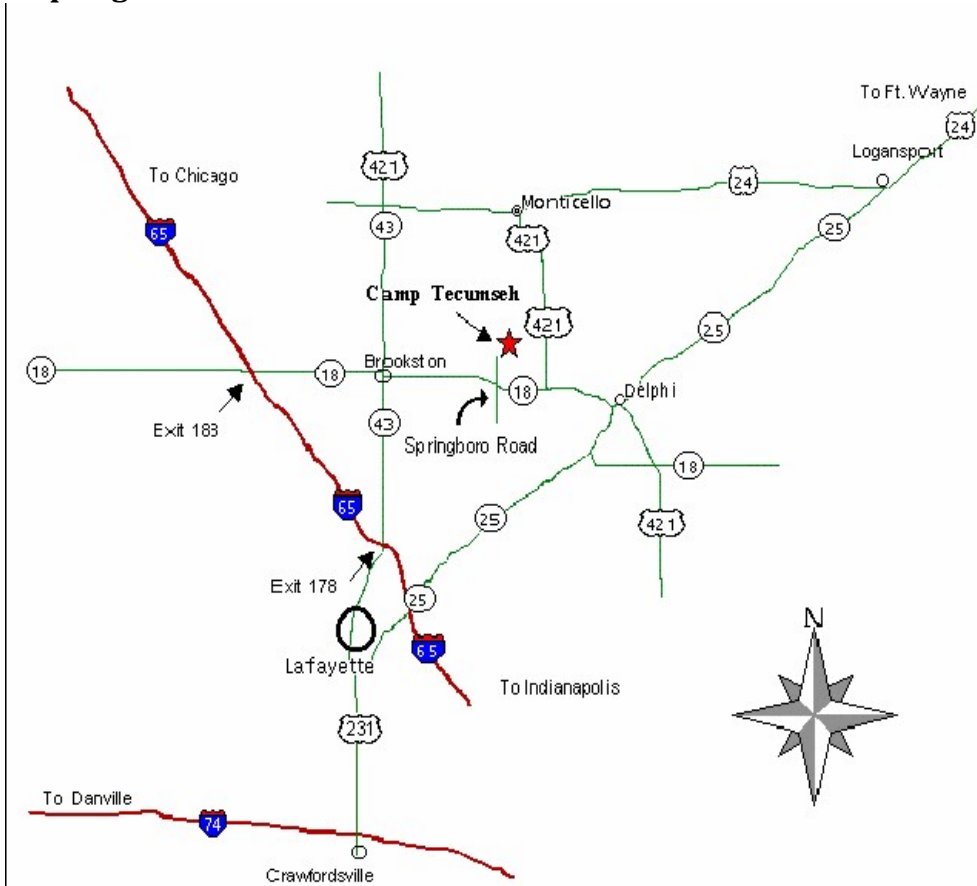 To Ft. Wayne
24
Logansport
To Chicago
421
24
Monticello
65
43
421
25
Camp Tecumseh
421
25
18
Brookston
18
18
Delphi
Exit 183
43
Springboro Road
18
65
25
421
Exit 178
25
Lafayette
65
To Indianapolis
N
231
To Danville
74
Crawfordsville